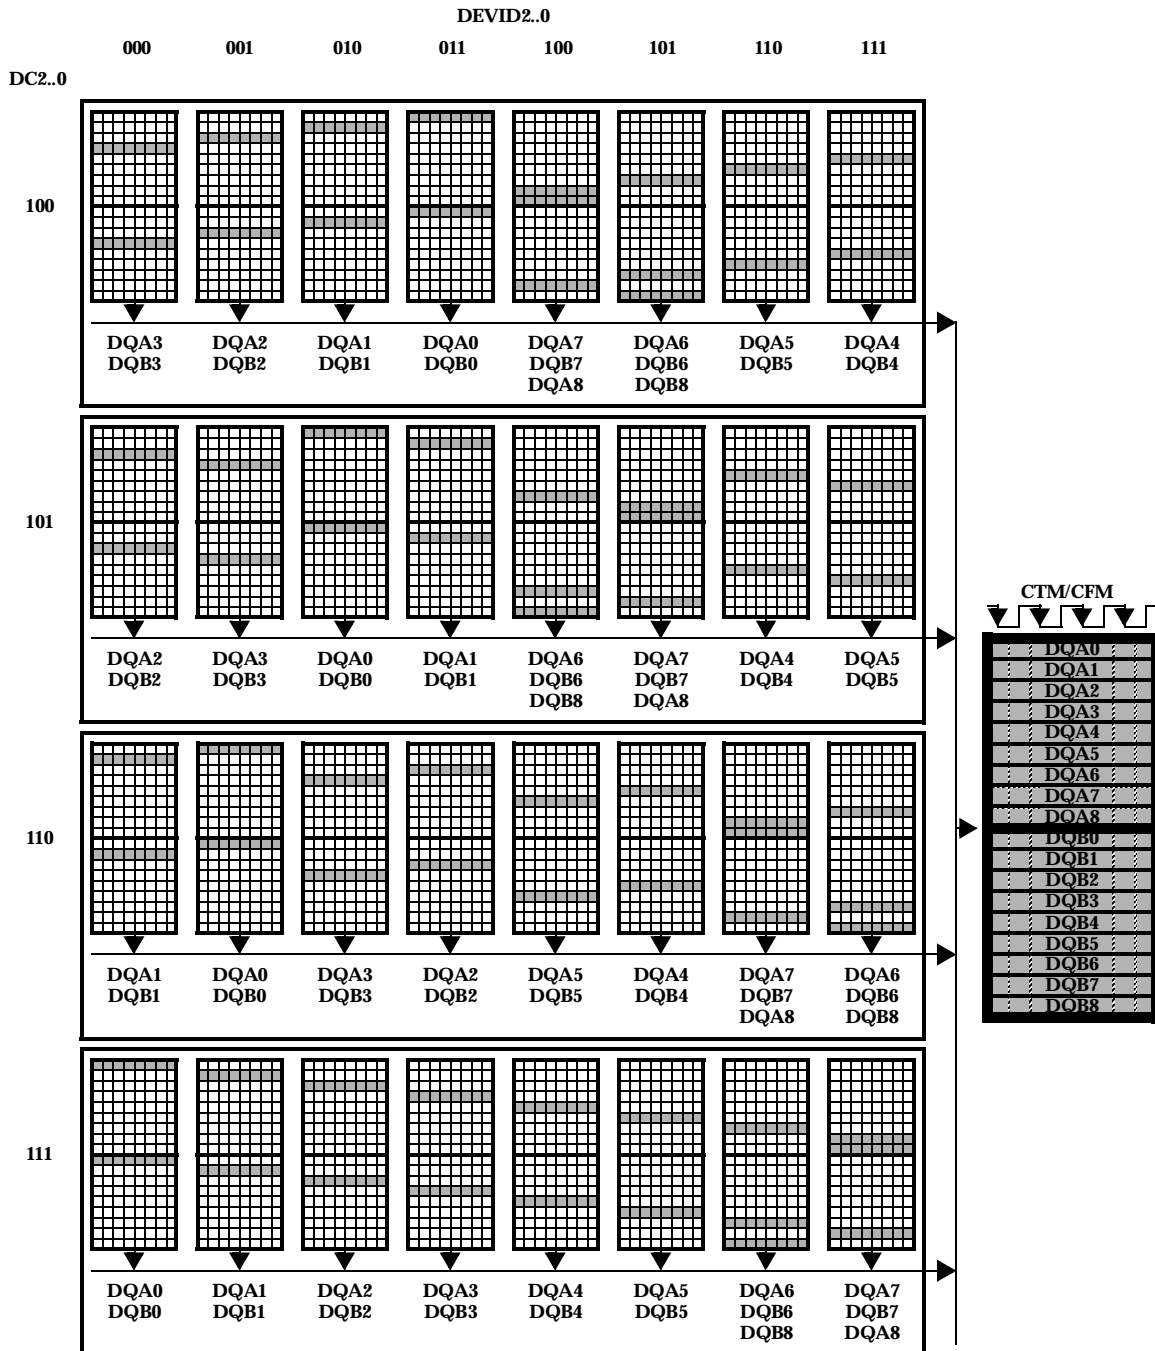 DEVID2..0
000 001 010 011 100 101 110 111
DC2..0
100
DQA3 DQA2 DQA1 DQA0 DQA7 DQA6 DQA5 DQA4
DQB3 DQB2 DQB1 DQB0 DQB7 DQB6 DQB5 DQB4
DQA8 DQB8
101
DQA2 DQA3 DQA0 DQA1 DQA6 DQA7 DQA4 DQA5
DQB2 DQB3 DQB0 DQB1 DQB6 DQB7 DQB4 DQB5
DQB8 DQA8
110
DQA1 DQA0 DQA3 DQA2 DQA5 DQA4 DQA7 DQA6
DQB1 DQB0 DQB3 DQB2 DQB5 DQB4 DQB7 DQB6
DQA8 DQB8
111
DQA0 DQA1 DQA2 DQA3 DQA4 DQA5 DQA6 DQA7
DQB0 DQB1 DQB2 DQB3 DQB4 DQB5 DQB6 DQB7
DQB8 DQA8
CTM/CFM
DQA0
DQA1
DQA2
DQA3
DQA4
DQA5
DQA6
DQA7
DQA8
DQB0
DQB1
DQB2
DQB3
DQB4
DQB5
DQB6
DQB7
DQB8